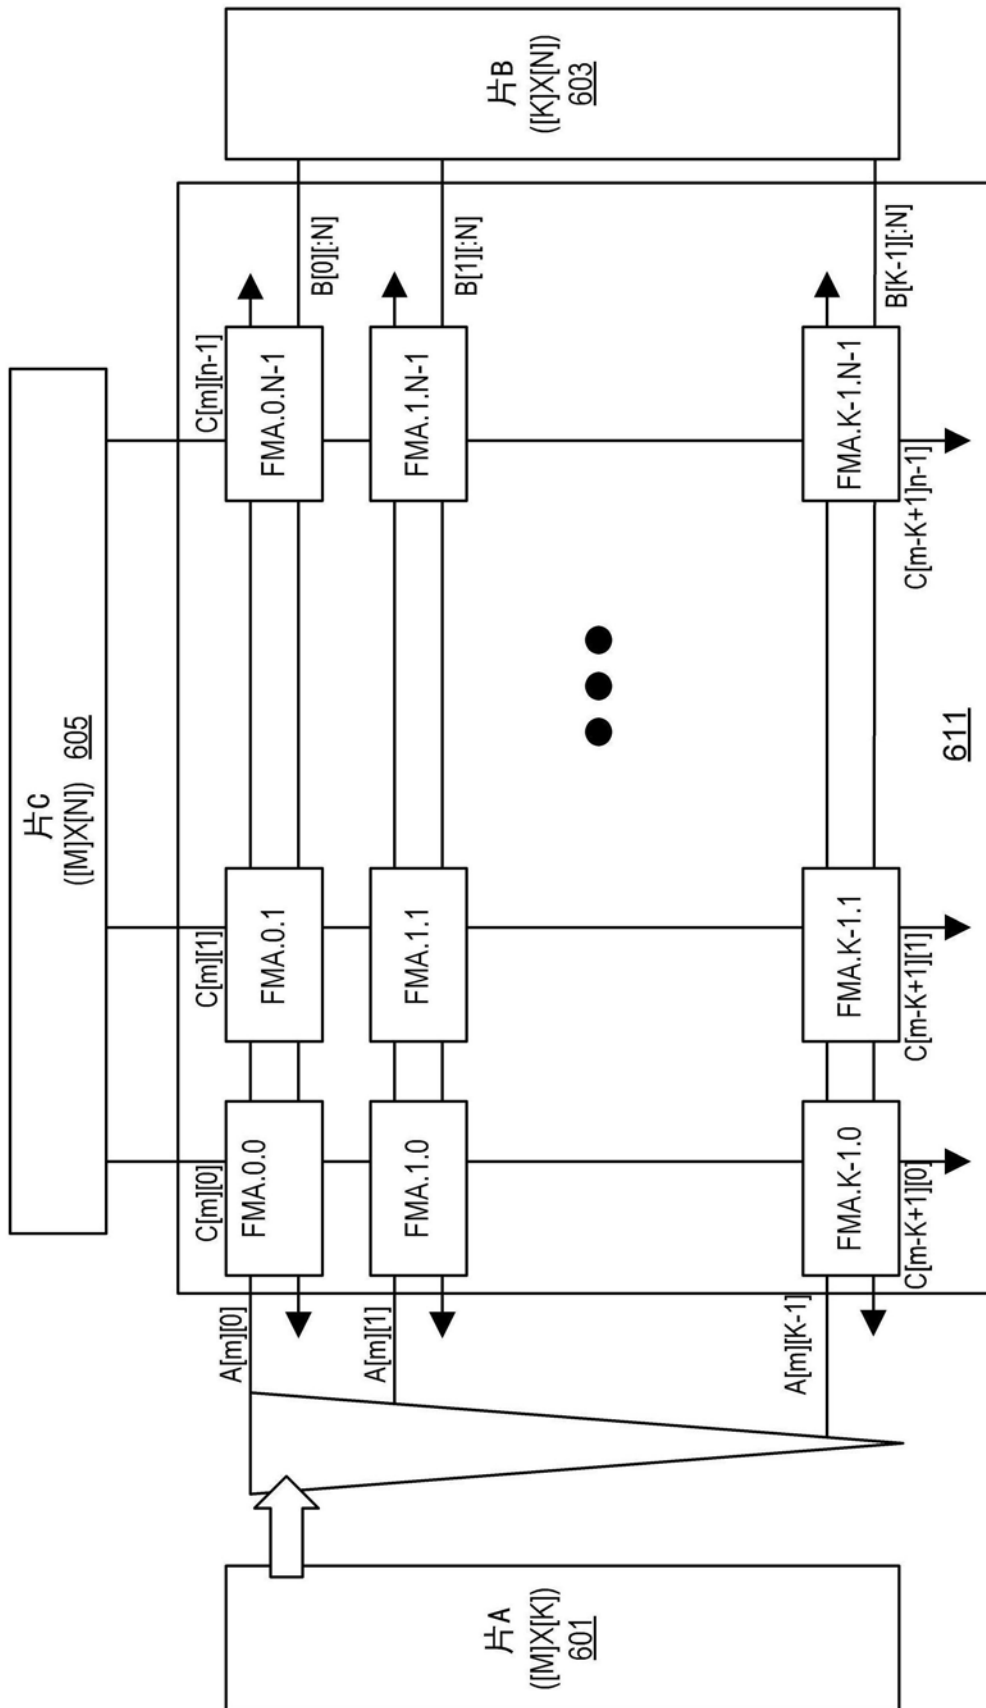 片C
([M]X[N]) 605
C[m][0]
C[m][1]
C[m][n-1]
A[m][0]
FMA.0.0
FMA.0.1
FMA.0.N-1
B[0][:N]
A[m][1]
FMA.1.0
FMA.1.1
FMA.1.N-1
B[1][:N]
片A
([M]X[K])
601
片B
([K]X[N])
603
A[m][K-1]
FMA.K-1.0
FMA.K-1.1
FMA.K-1.N-1
B[K-1][:N]
C[m-K+1][0]
C[m-K+1][1]
C[m-K+1]n-1]
611